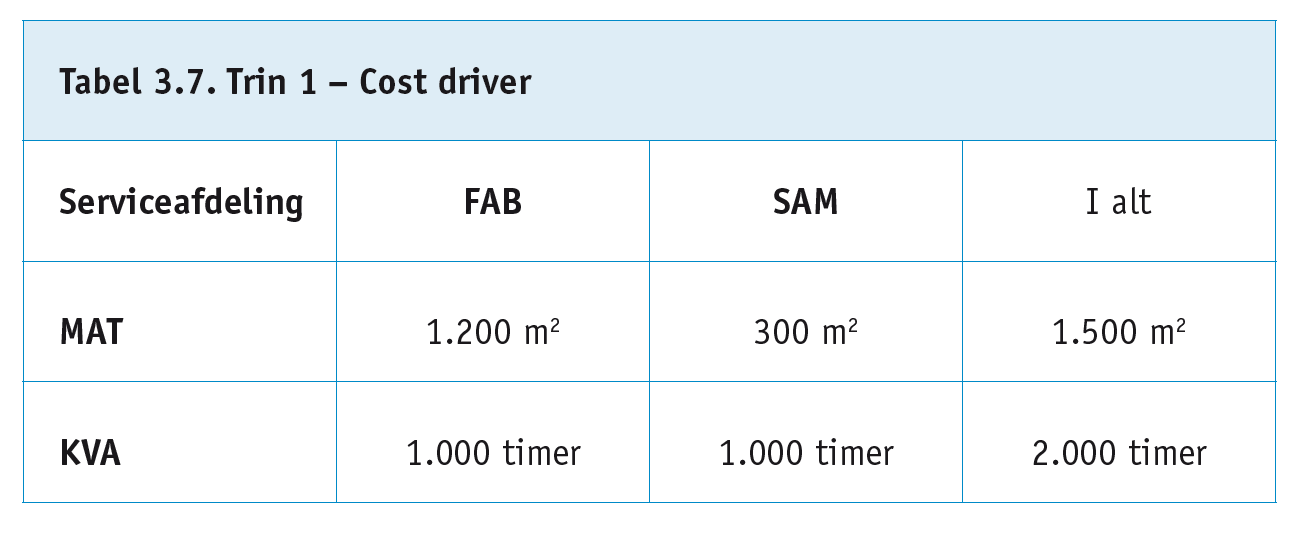 Tabel 3.7. Trin 1 – Cost driver
Serviceafdeling FAB SAM I alt
MAT 1.200 m² 300 m² 1.500 m²
KVA 1.000 timer 1.000 timer 2.000 timer